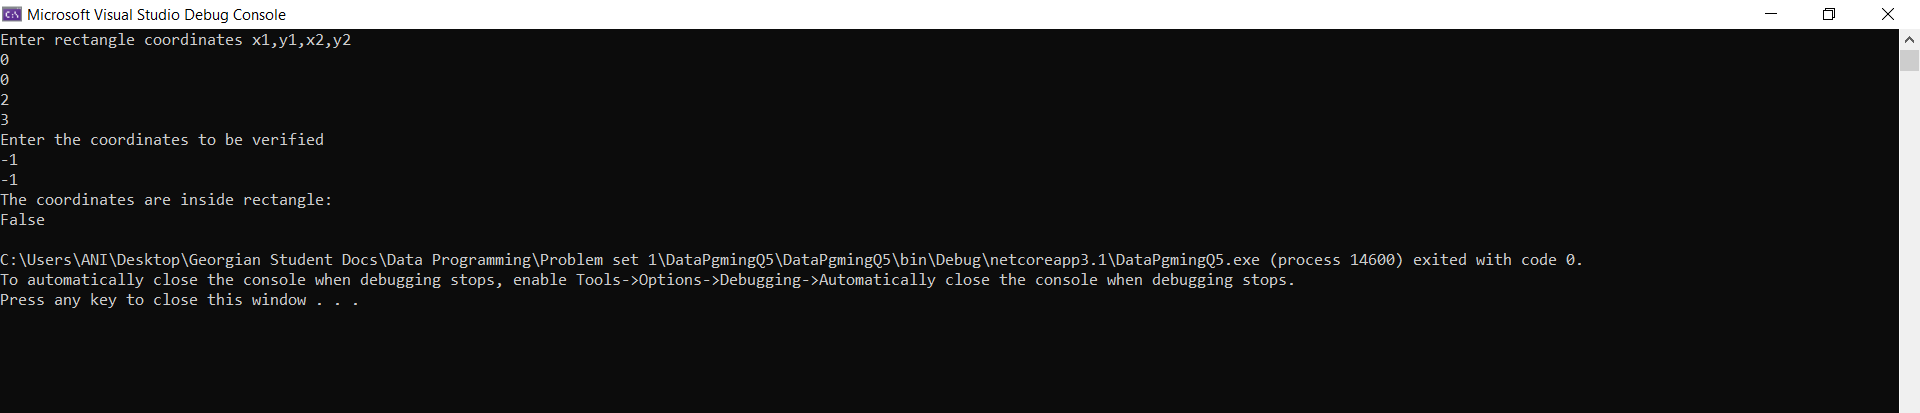 Microsoft Visual Studio Debug Console
Enter rectangle coordinates x1,y1,x2,y2
0
0
2
3
Enter the coordinates to be verified
-1
-1
The coordinates are inside rectangle:
False
C:\Users\ANI\Desktop\Georgian Student Docs\Data Programming\Problem set 1\DataPgmingQ5\DataPgmingQ5\bin\Debug\netcoreapp3.1\DataPgmingQ5.exe (process 14600) exited with code 0.
To automatically close the console when debugging stops, enable Tools->Options->Debugging->Automatically close the console when debugging stops.
Press any key to close this window . . .